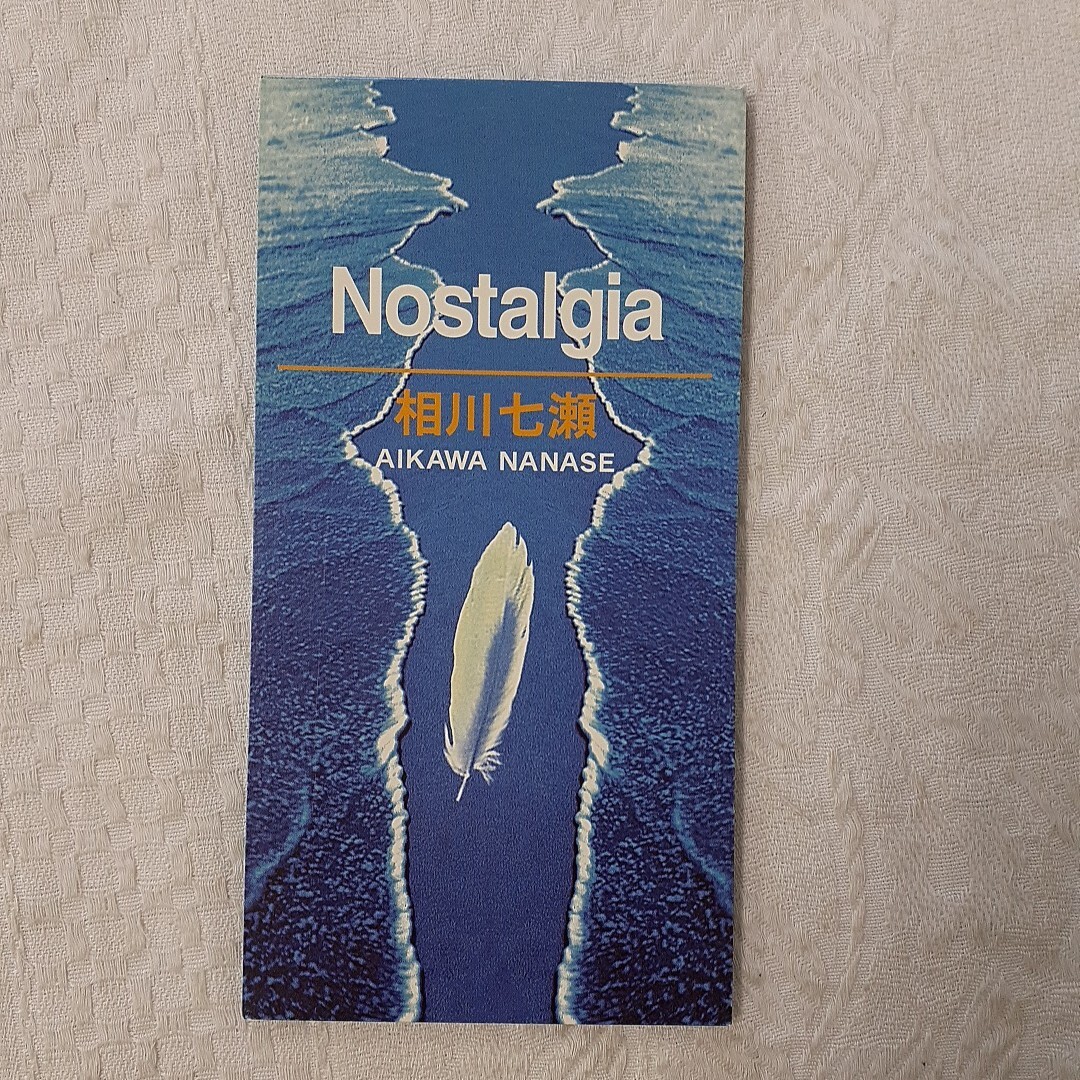 Nostalgia
相川七瀬
AIKAWA NANASE